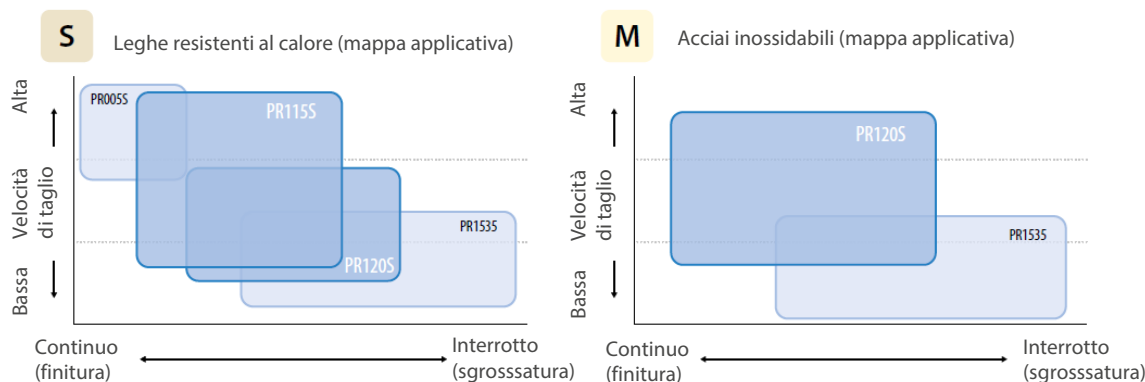 S
Leghe resistenti al calore (mappa applicativa)
Alta
Velocità
di taglio
Bassa
PR005S
PR115S
PR1535
PR120S
Continuo
(finitura)
Interrotto
(sgrosssatura)
M
Acciai inossidabili (mappa applicativa)
Alta
Velocità
di taglio
Bassa
PR120S
PR1535
Continuo
(finitura)
Interrotto
(sgrosssatura)